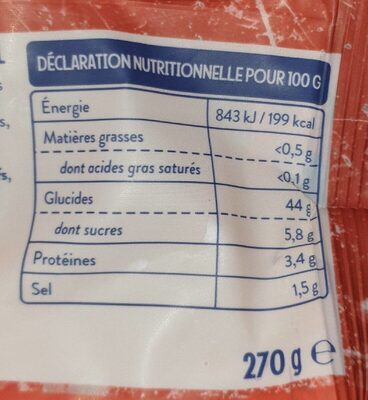 DÉCLARATION NUTRITIONNELLE POUR 100 G
Énergie 843 kJ / 199 kcal
Matières grasses <0,5 g
dont acides gras saturés <0,1 g
Glucides 44 g
dont sucres 5,8 g
Protéines 3,4 g
Sel 1,5 g
270 g ℮